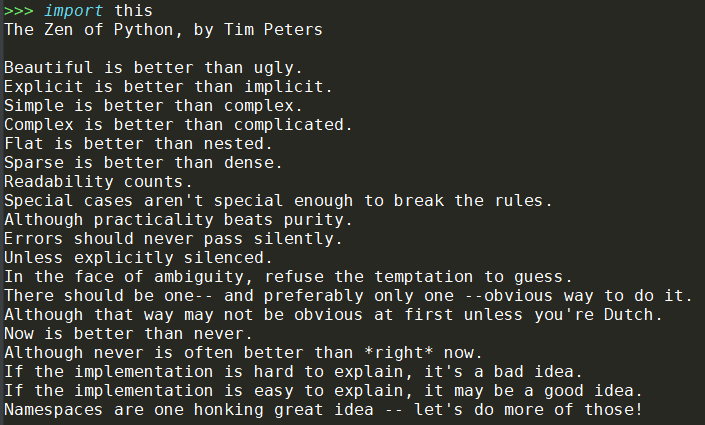 >>> import this
The Zen of Python, by Tim Peters

Beautiful is better than ugly.
Explicit is better than implicit.
Simple is better than complex.
Complex is better than complicated.
Flat is better than nested.
Sparse is better than dense.
Readability counts.
Special cases aren't special enough to break the rules.
Although practicality beats purity.
Errors should never pass silently.
Unless explicitly silenced.
In the face of ambiguity, refuse the temptation to guess.
There should be one-- and preferably only one --obvious way to do it.
Although that way may not be obvious at first unless you're Dutch.
Now is better than never.
Although never is often better than *right* now.
If the implementation is hard to explain, it's a bad idea.
If the implementation is easy to explain, it may be a good idea.
Namespaces are one honking great idea -- let's do more of those!